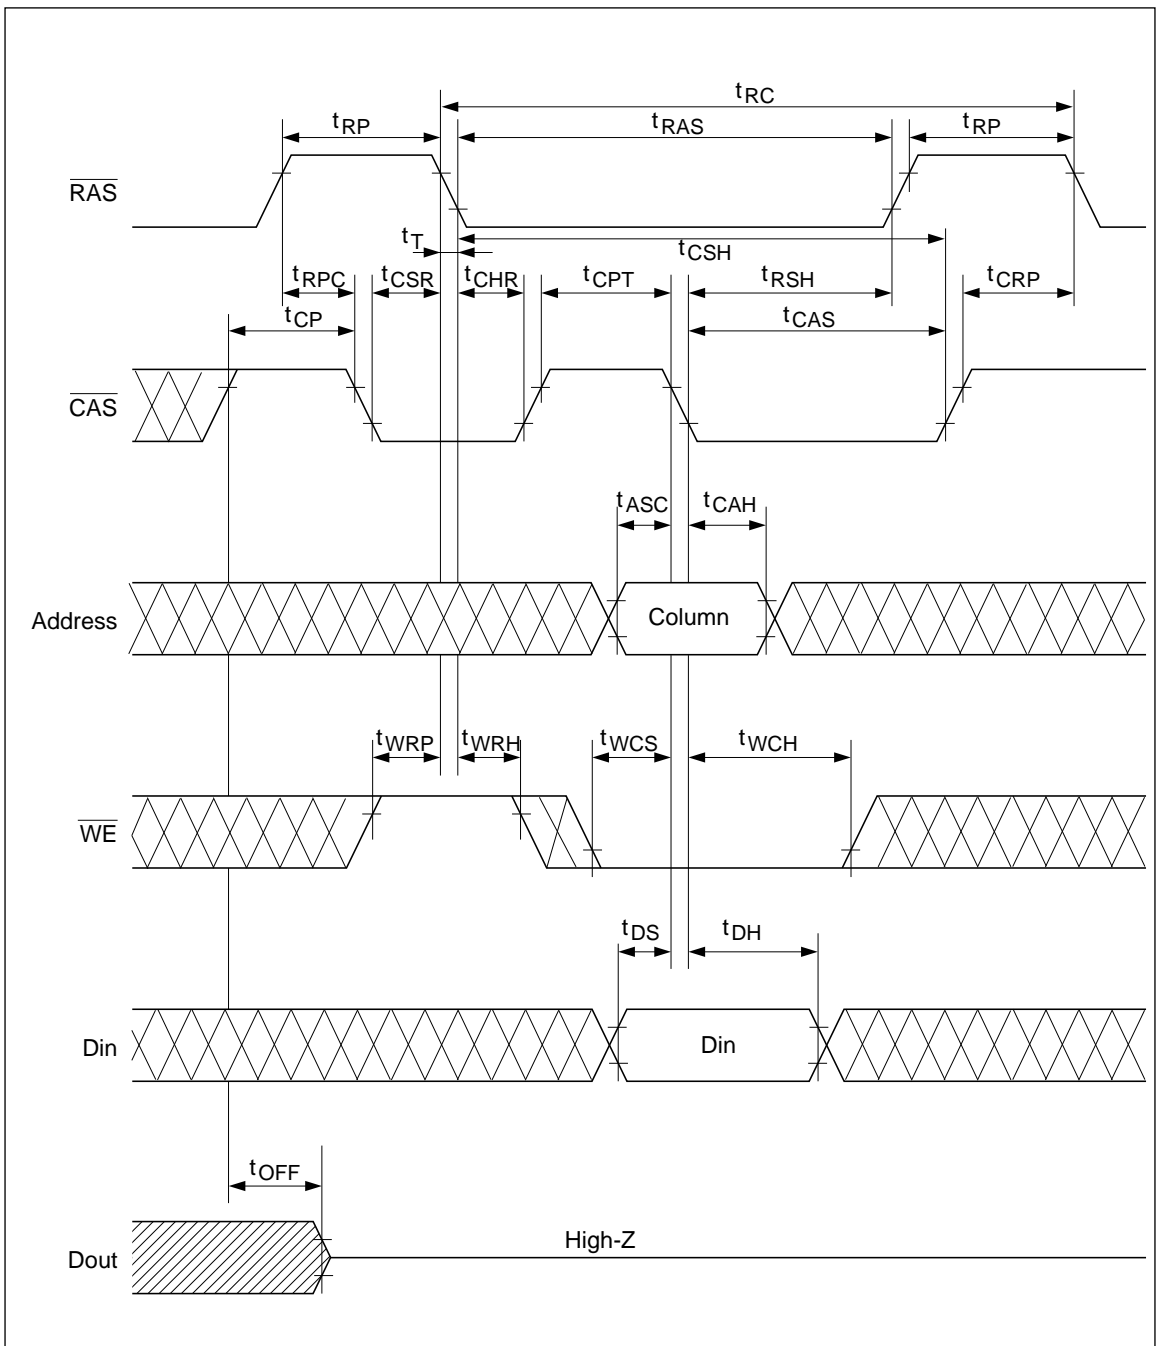 tRC
tRP tRAS tRP
RAS
tT
tCSH
tRPC tCSR tCHR tCPT tRSH tCRP
tCP tCAS
CAS
tASC tCAH
Address Column
tWRP tWRH tWCS tWCH
WE
tDS tDH
Din Din
tOFF
High-Z
Dout